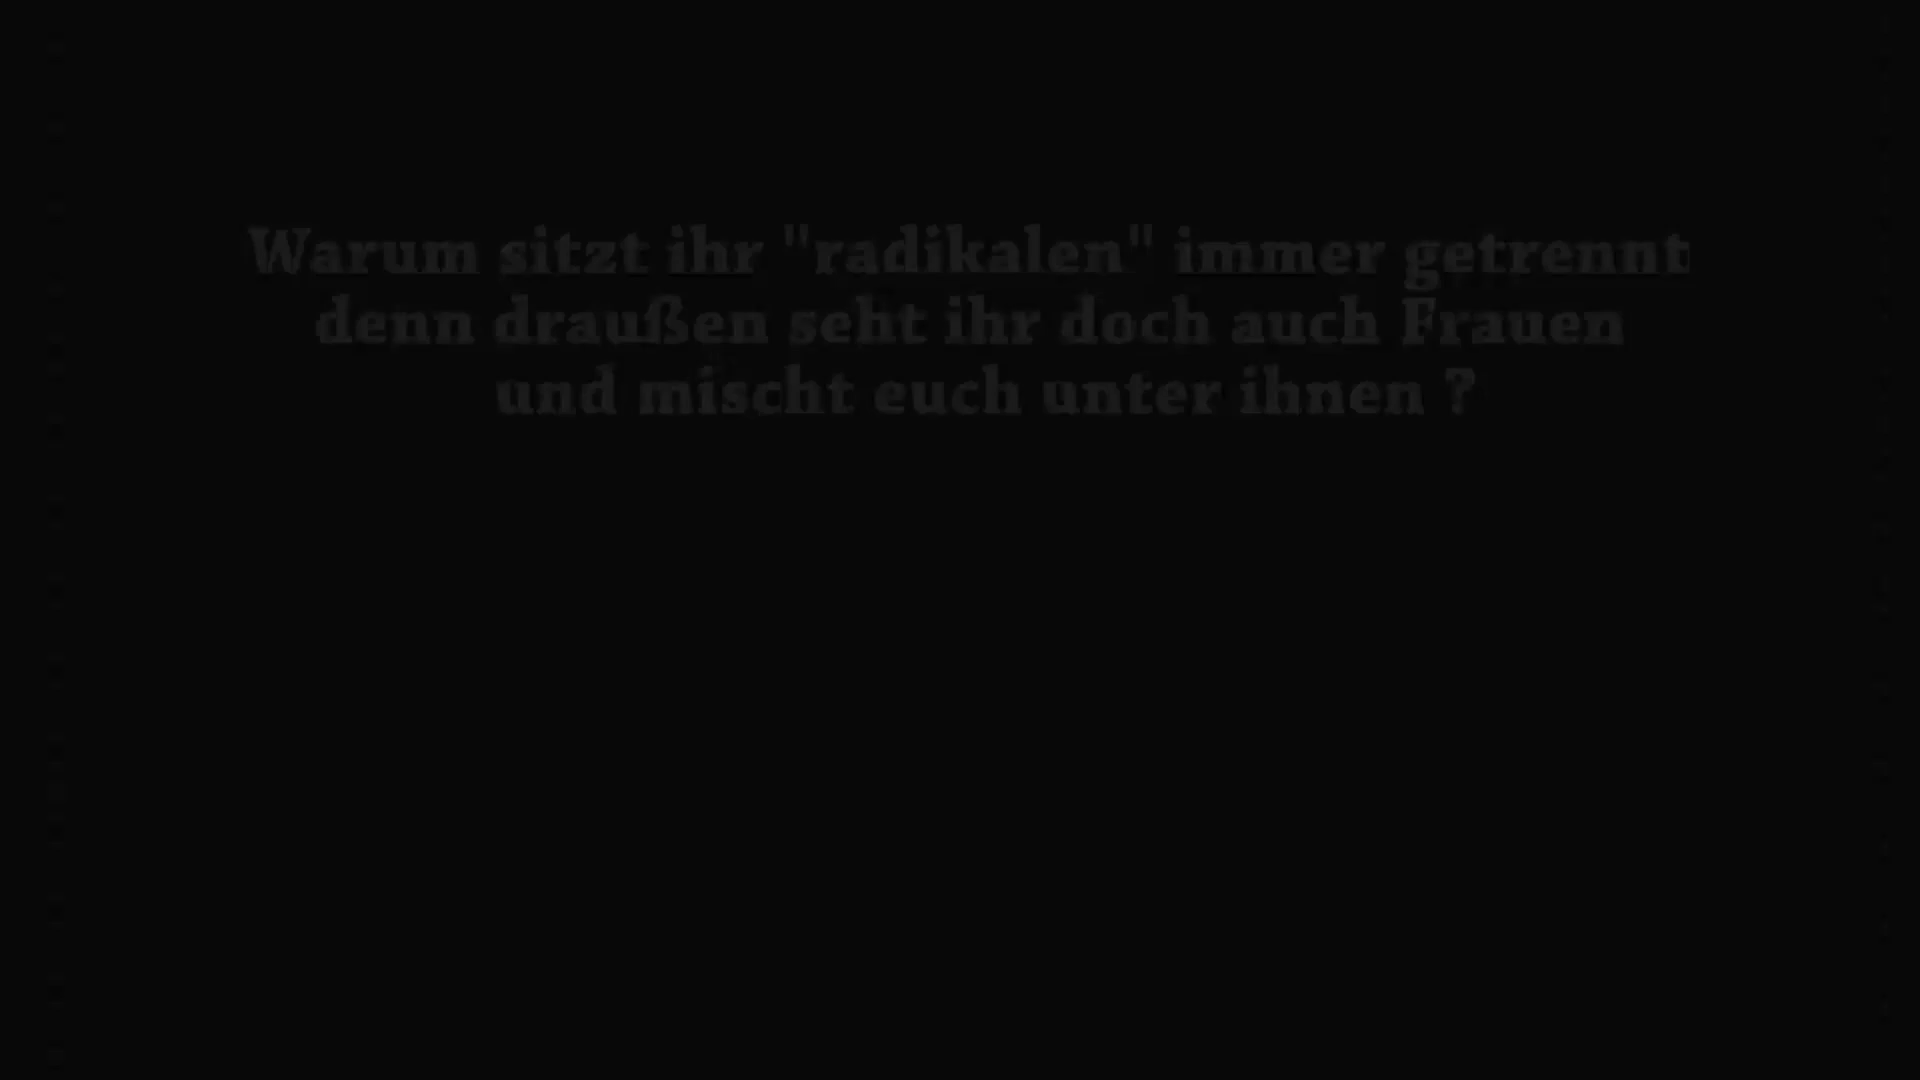 Warum sitzt ihr "radikalen" immer getrennt
denn draußen seht ihr doch auch Frauen
und mischt euch unter ihnen ?